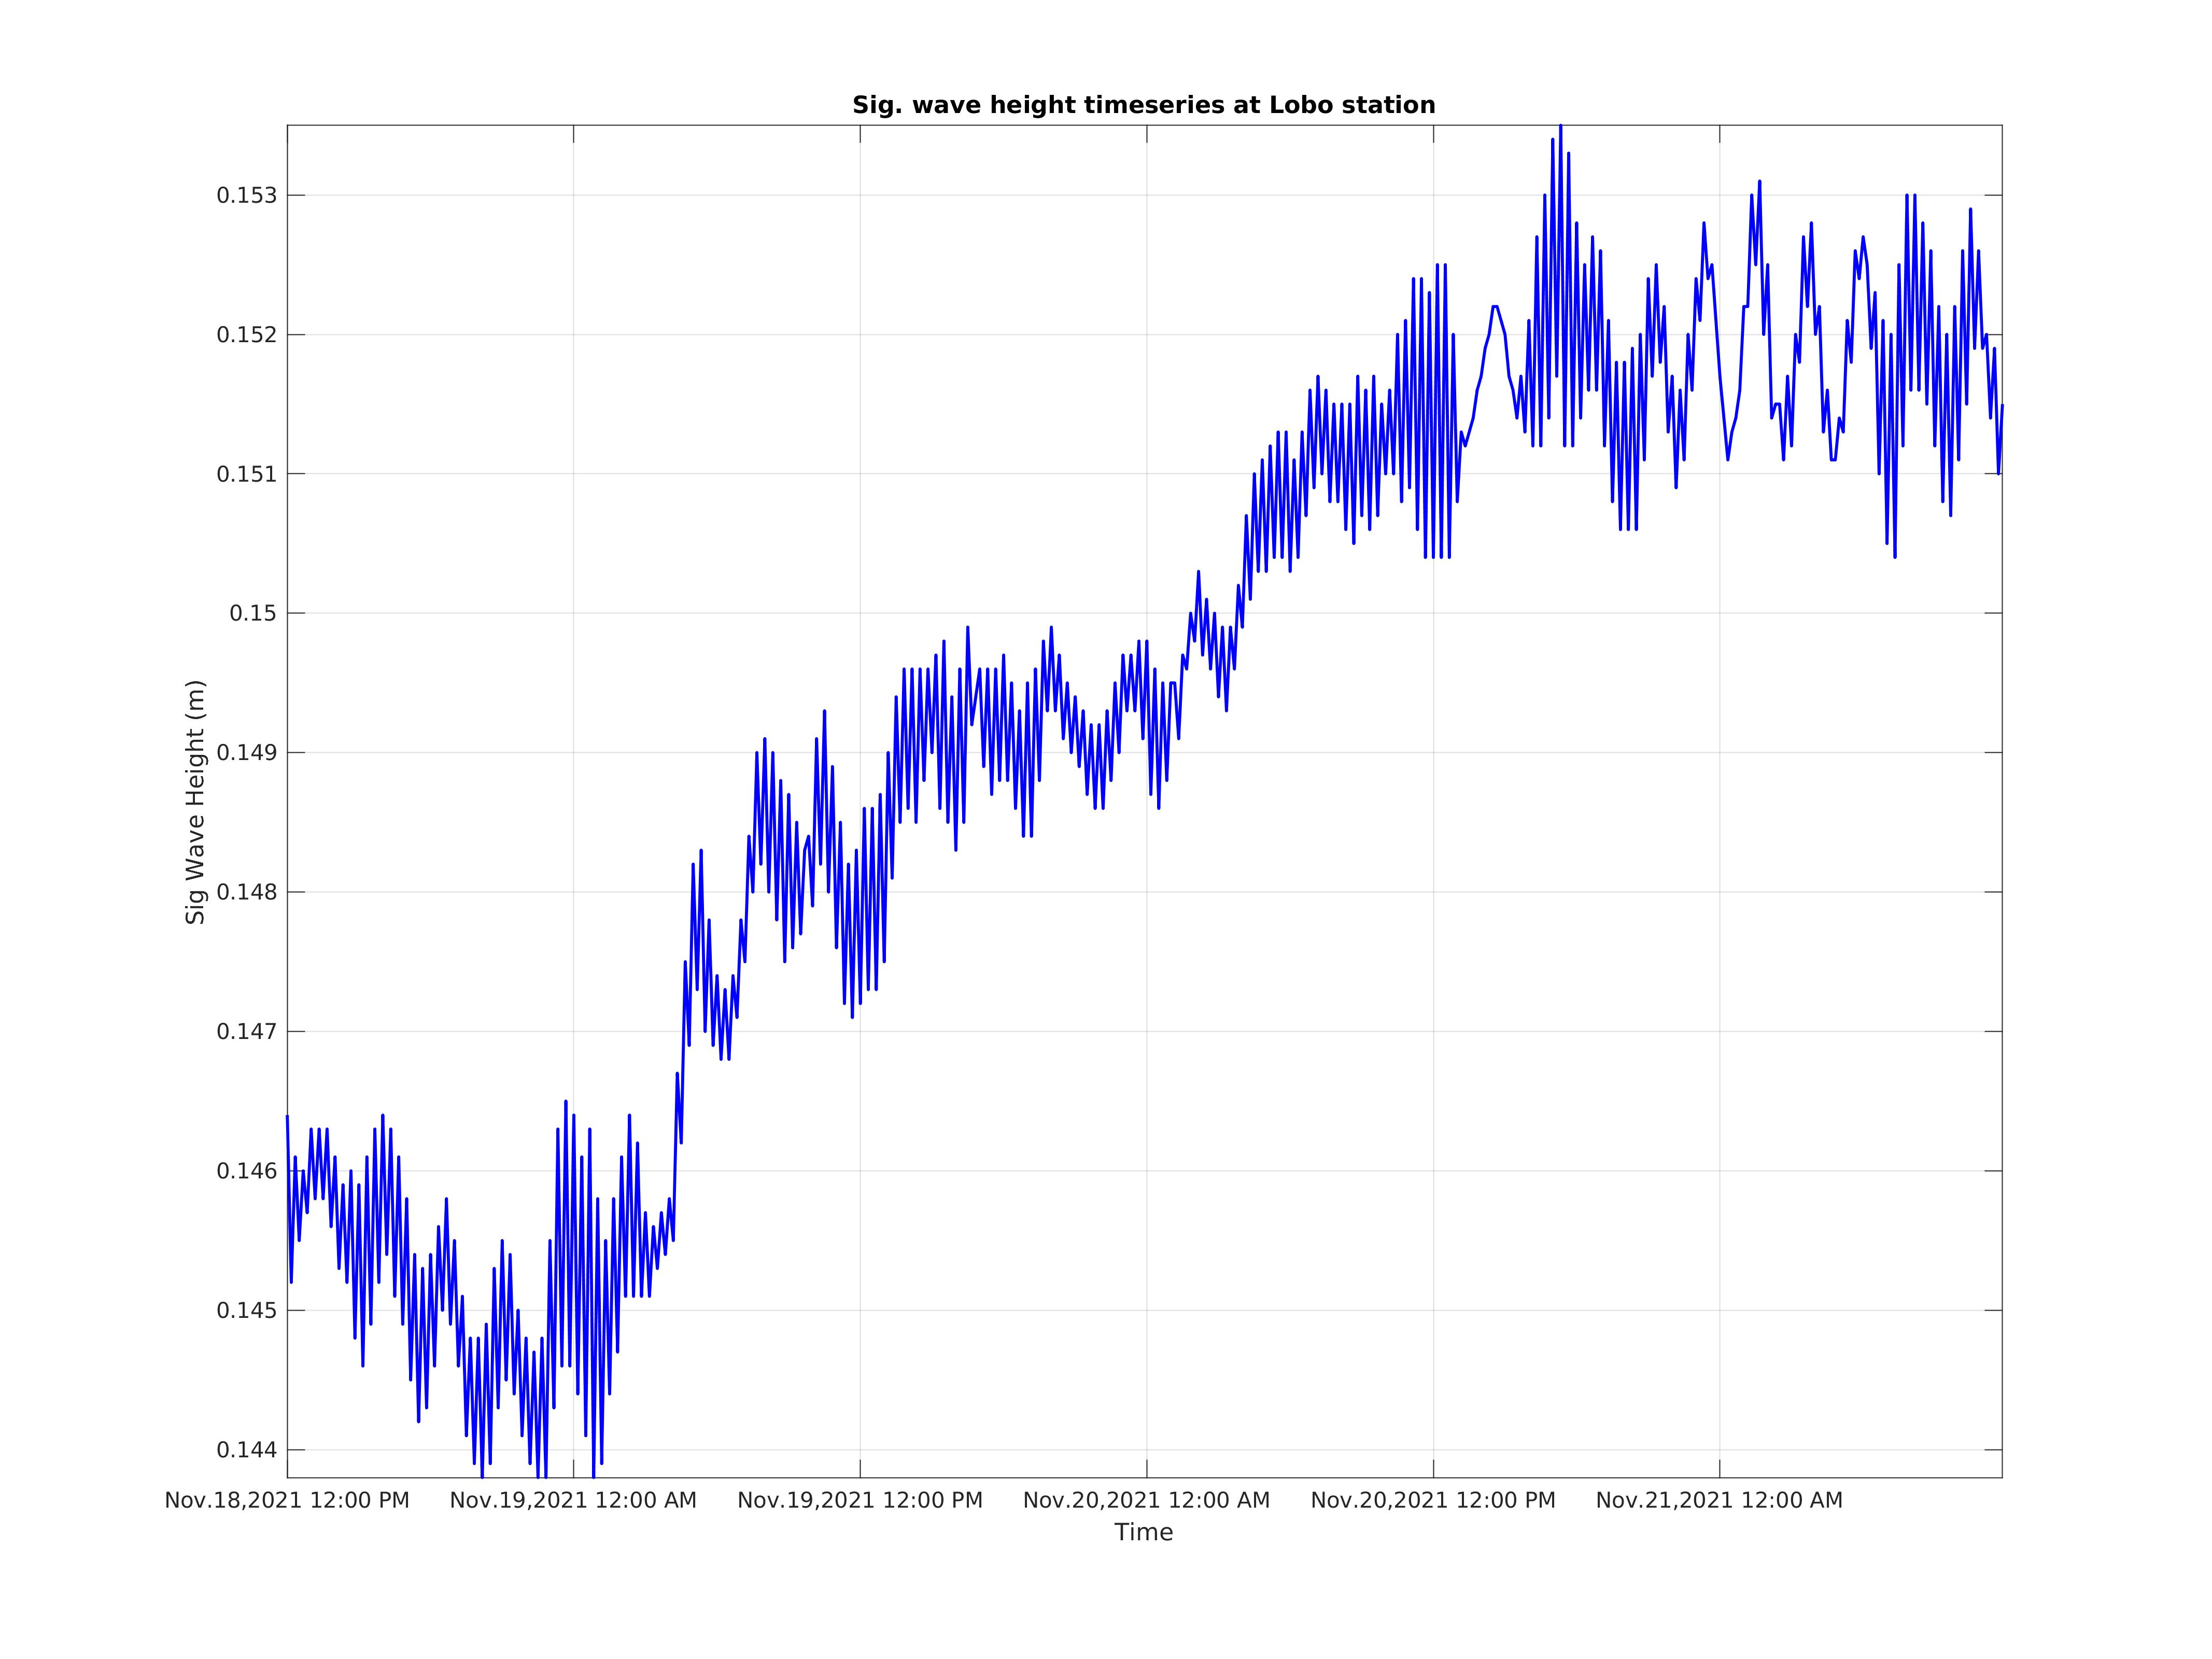 Sig. wave height timeseries at Lobo station
0.153
0.152
0.151
0.15
0.149
0.148
0.147
0.146
0.145
0.144
Sig Wave Height (m)
Nov.18,2021 12:00 PM Nov.19,2021 12:00 AM Nov.19,2021 12:00 PM Nov.20,2021 12:00 AM Nov.20,2021 12:00 PM Nov.21,2021 12:00 AM
Time